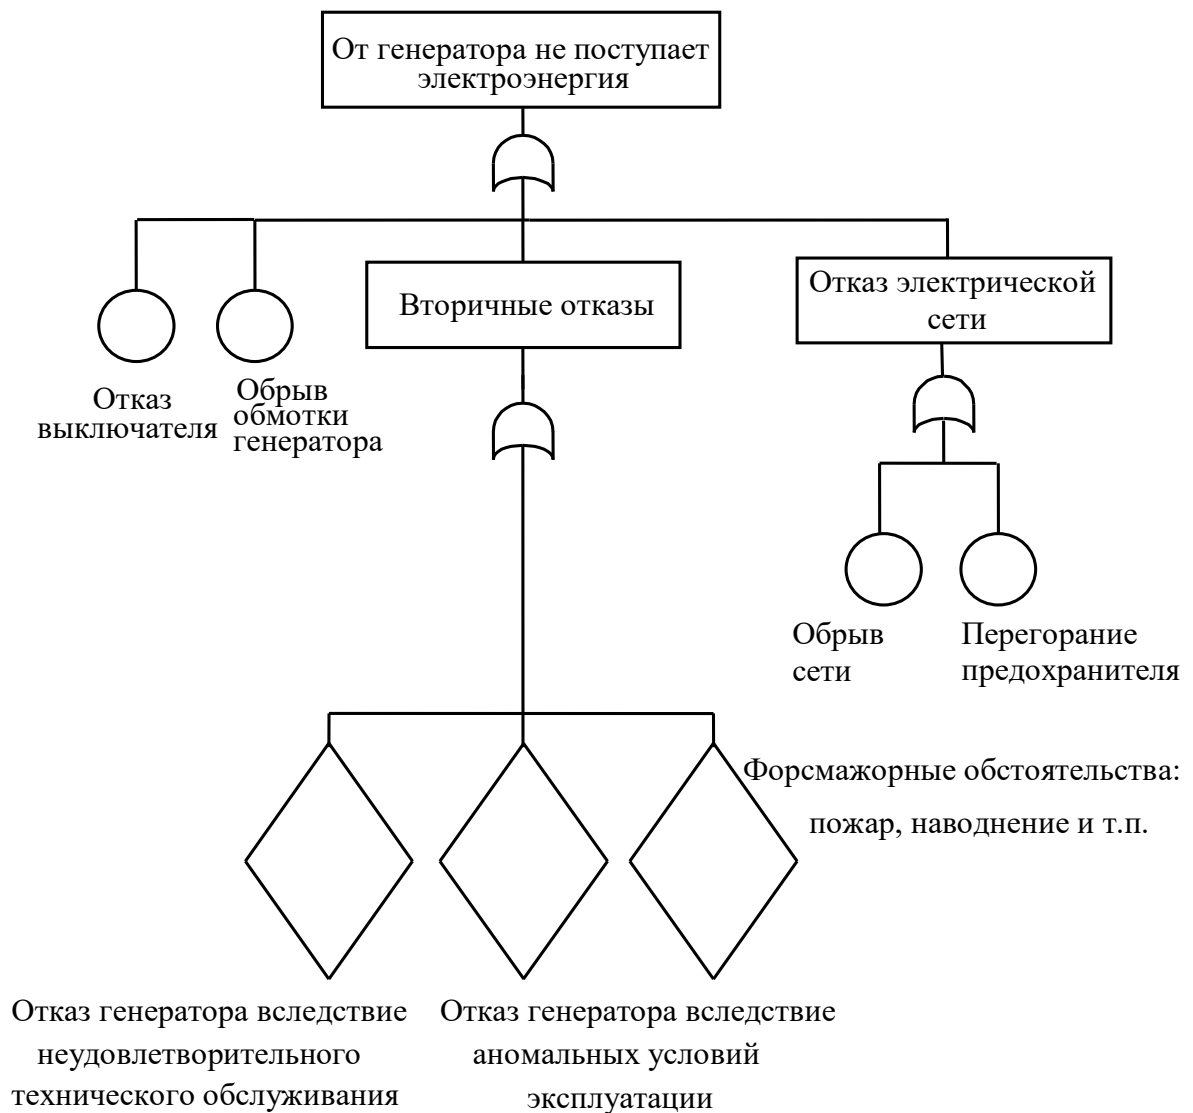 От генератора не поступает
электроэнергия
Вторичные отказы
Отказ электрической
сети
Отказ
выключателя
Обрыв
обмотки
генератора
Обрыв
сети
Перегорание
предохранителя
Форсмажорные обстоятельства:
пожар, наводнение и т.п.
Отказ генератора вследствие
неудовлетворительного
технического обслуживания
Отказ генератора вследствие
аномальных условий
эксплуатации